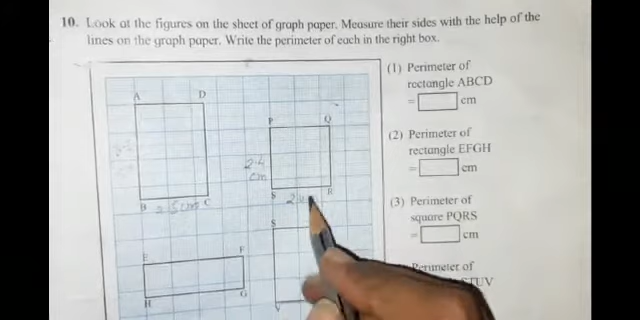 10. Look at the figures on the sheet of graph paper. Measure their sides with the help of the
lines on the graph paper. Write the perimeter of each in the right box.
(1) Perimeter of
rectangle ABCD
= cm
(2) Perimeter of
rectangle EFGH
= cm
(3) Perimeter of
square PQRS
= cm
Perimeter of
STUV
A D
B C
P Q
S R
2.4
cm
E F
H G
S
V